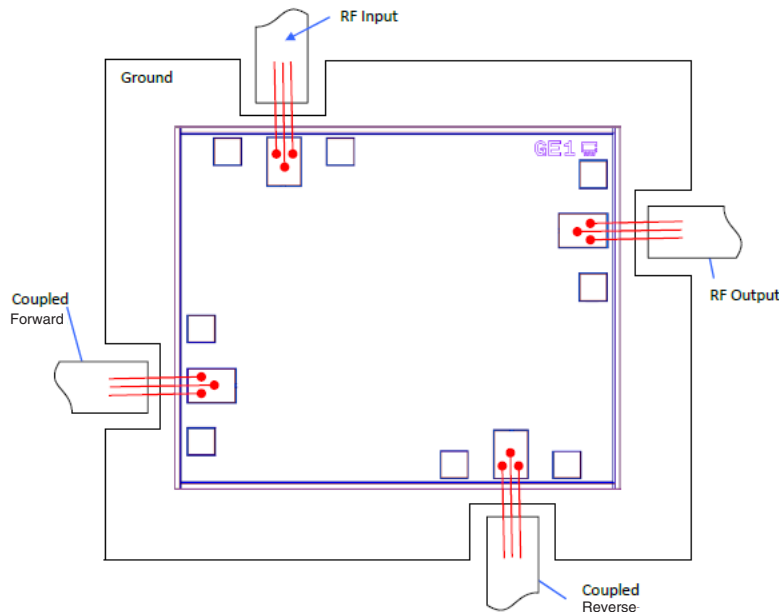 RF Input
Ground
GE1
RF Output
Coupled
Forward
Coupled
Reverse-